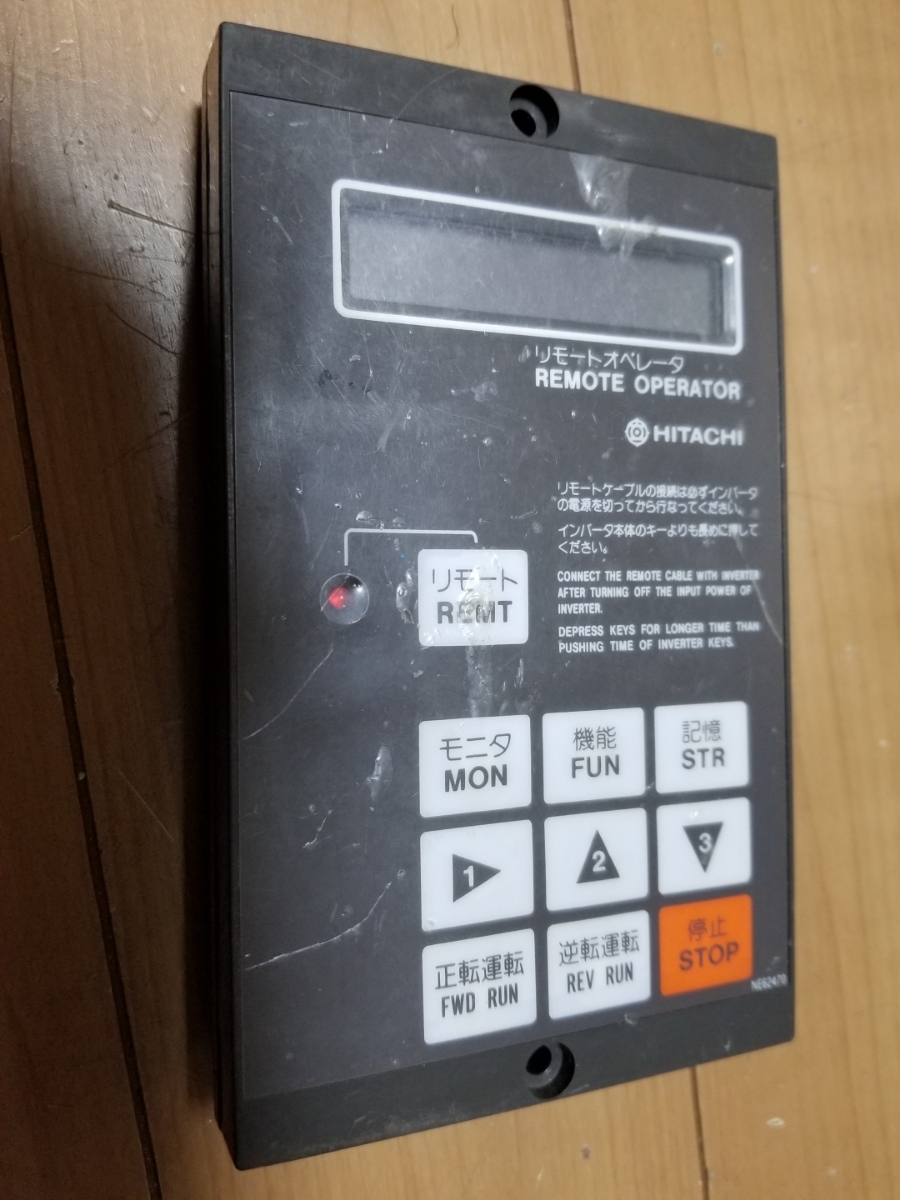 リモートオペレータ
REMOTE OPERATOR
HITACHI
リモートケーブルの接続は必ずインバータ
の電源を切ってから行なってください。
インバータ本体のキーよりも長めに押して
ください。
CONNECT THE REMOTE CABLE WITH INVERTER
AFTER TURNING OFF THE INPUT POWER OF
INVERTER.
DEPRESS KEYS FOR LONGER TIME THAN
PUSHING TIME OF INVERTER KEYS.
リモート
REMT
モニタ
MON
機能
FUN
記憶
STR
1
2
3
正転運転
FWD RUN
逆転運転
REV RUN
停止
STOP
NE62470